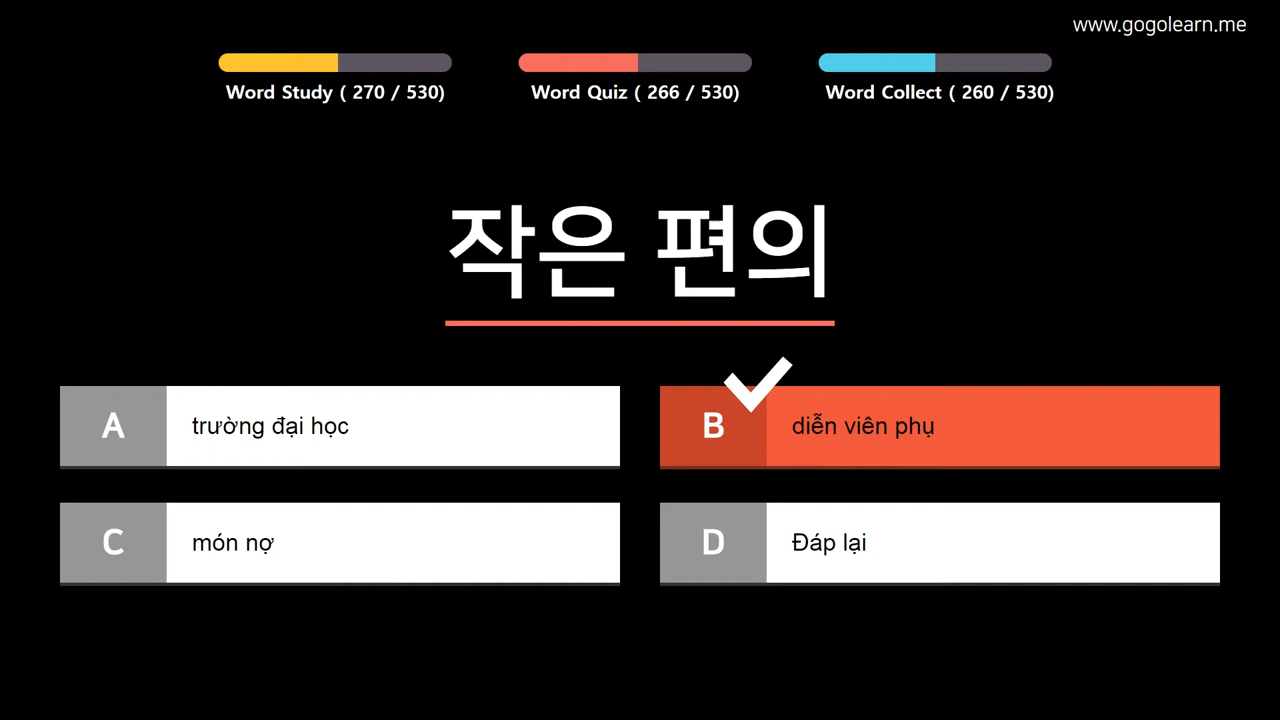 www.gogolearn.me
Word Study ( 270 / 530)
Word Quiz ( 266 / 530)
Word Collect ( 260 / 530)
작은 편의
A trường đại học
B diễn viên phụ
C món nợ
D Đáp lại